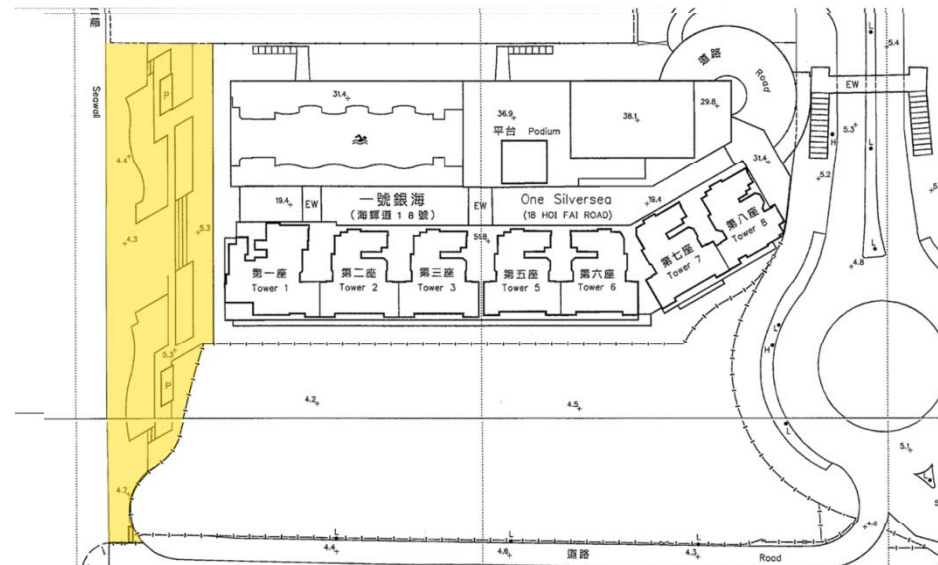 海堤
Seawall
5.4
L
道路
Road
EW
31.4
36.9
38.1
29.8
平台 Podium
P
5.3
H
L
4.4
31.4
5.2
19.4
EW
一號銀海
(海輝道18號)
EW
One Silversea
(18 HOI FAI ROAD)
19.4
4.3
5.3
51.8
第一座
Tower 1
第二座
Tower 2
第三座
Tower 3
第五座
Tower 5
第六座
Tower 6
第七座
Tower 7
第八座
Tower 8
L
4.8
L
H
5.3
P
4.2
4.5
L
5.1
L
4.2
L
L
L
4.4
4.6
道路
4.3
Road